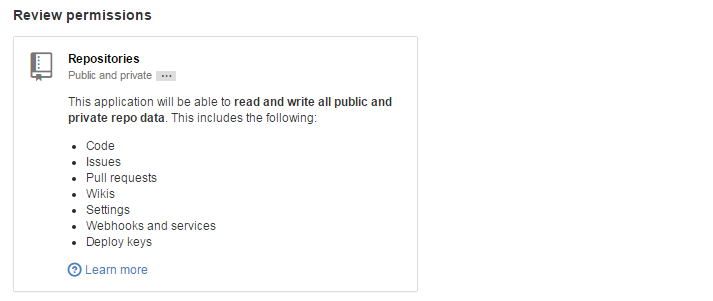 Review permissions
Repositories
Public and private ...
This application will be able to read and write all public and
private repo data. This includes the following:
Code
Issues
Pull requests
Wikis
Settings
Webhooks and services
Deploy keys
? Learn more